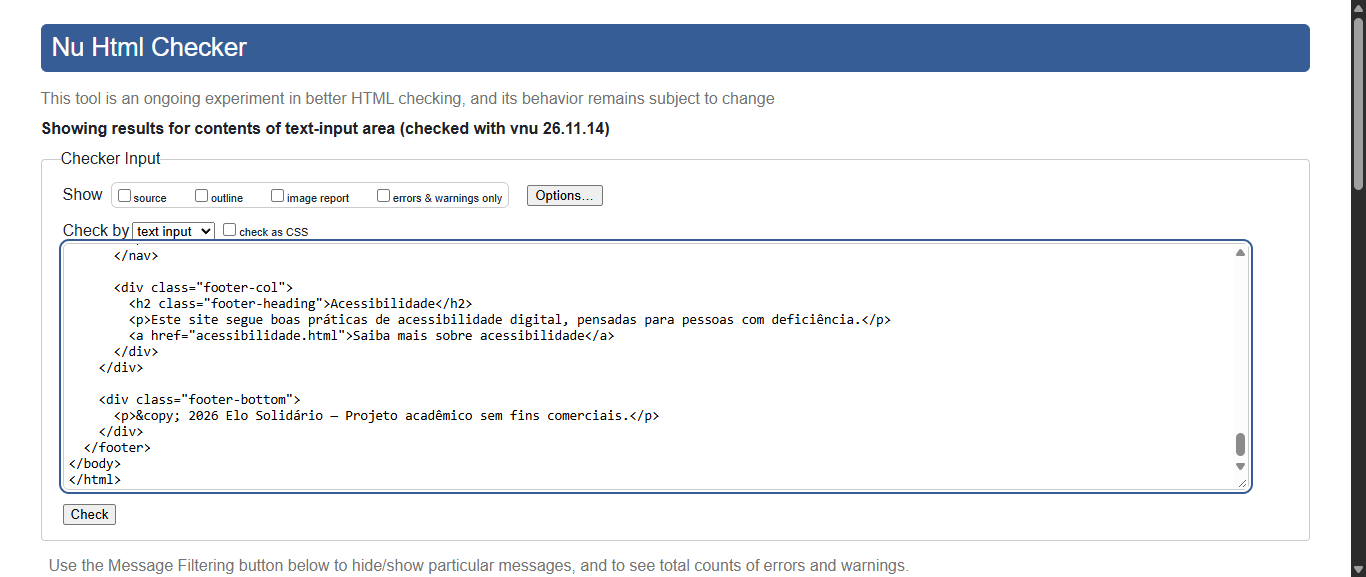 Nu Html Checker
This tool is an ongoing experiment in better HTML checking, and its behavior remains subject to change
Showing results for contents of text-input area (checked with vnu 26.11.14)
Checker Input
Show source outline image report errors & warnings only Options...
Check by text input check as CSS
</nav>
<div class="footer-col">
<h2 class="footer-heading">Acessibilidade</h2>
<p>Este site segue boas práticas de acessibilidade digital, pensadas para pessoas com deficiência.</p>
<a href="acessibilidade.html">Saiba mais sobre acessibilidade</a>
</div>
</div>
<div class="footer-bottom">
<p>&copy; 2026 Elo Solidário — Projeto acadêmico sem fins comerciais.</p>
</div>
</footer>
</body>
</html>
Check
Use the Message Filtering button below to hide/show particular messages, and to see total counts of errors and warnings.